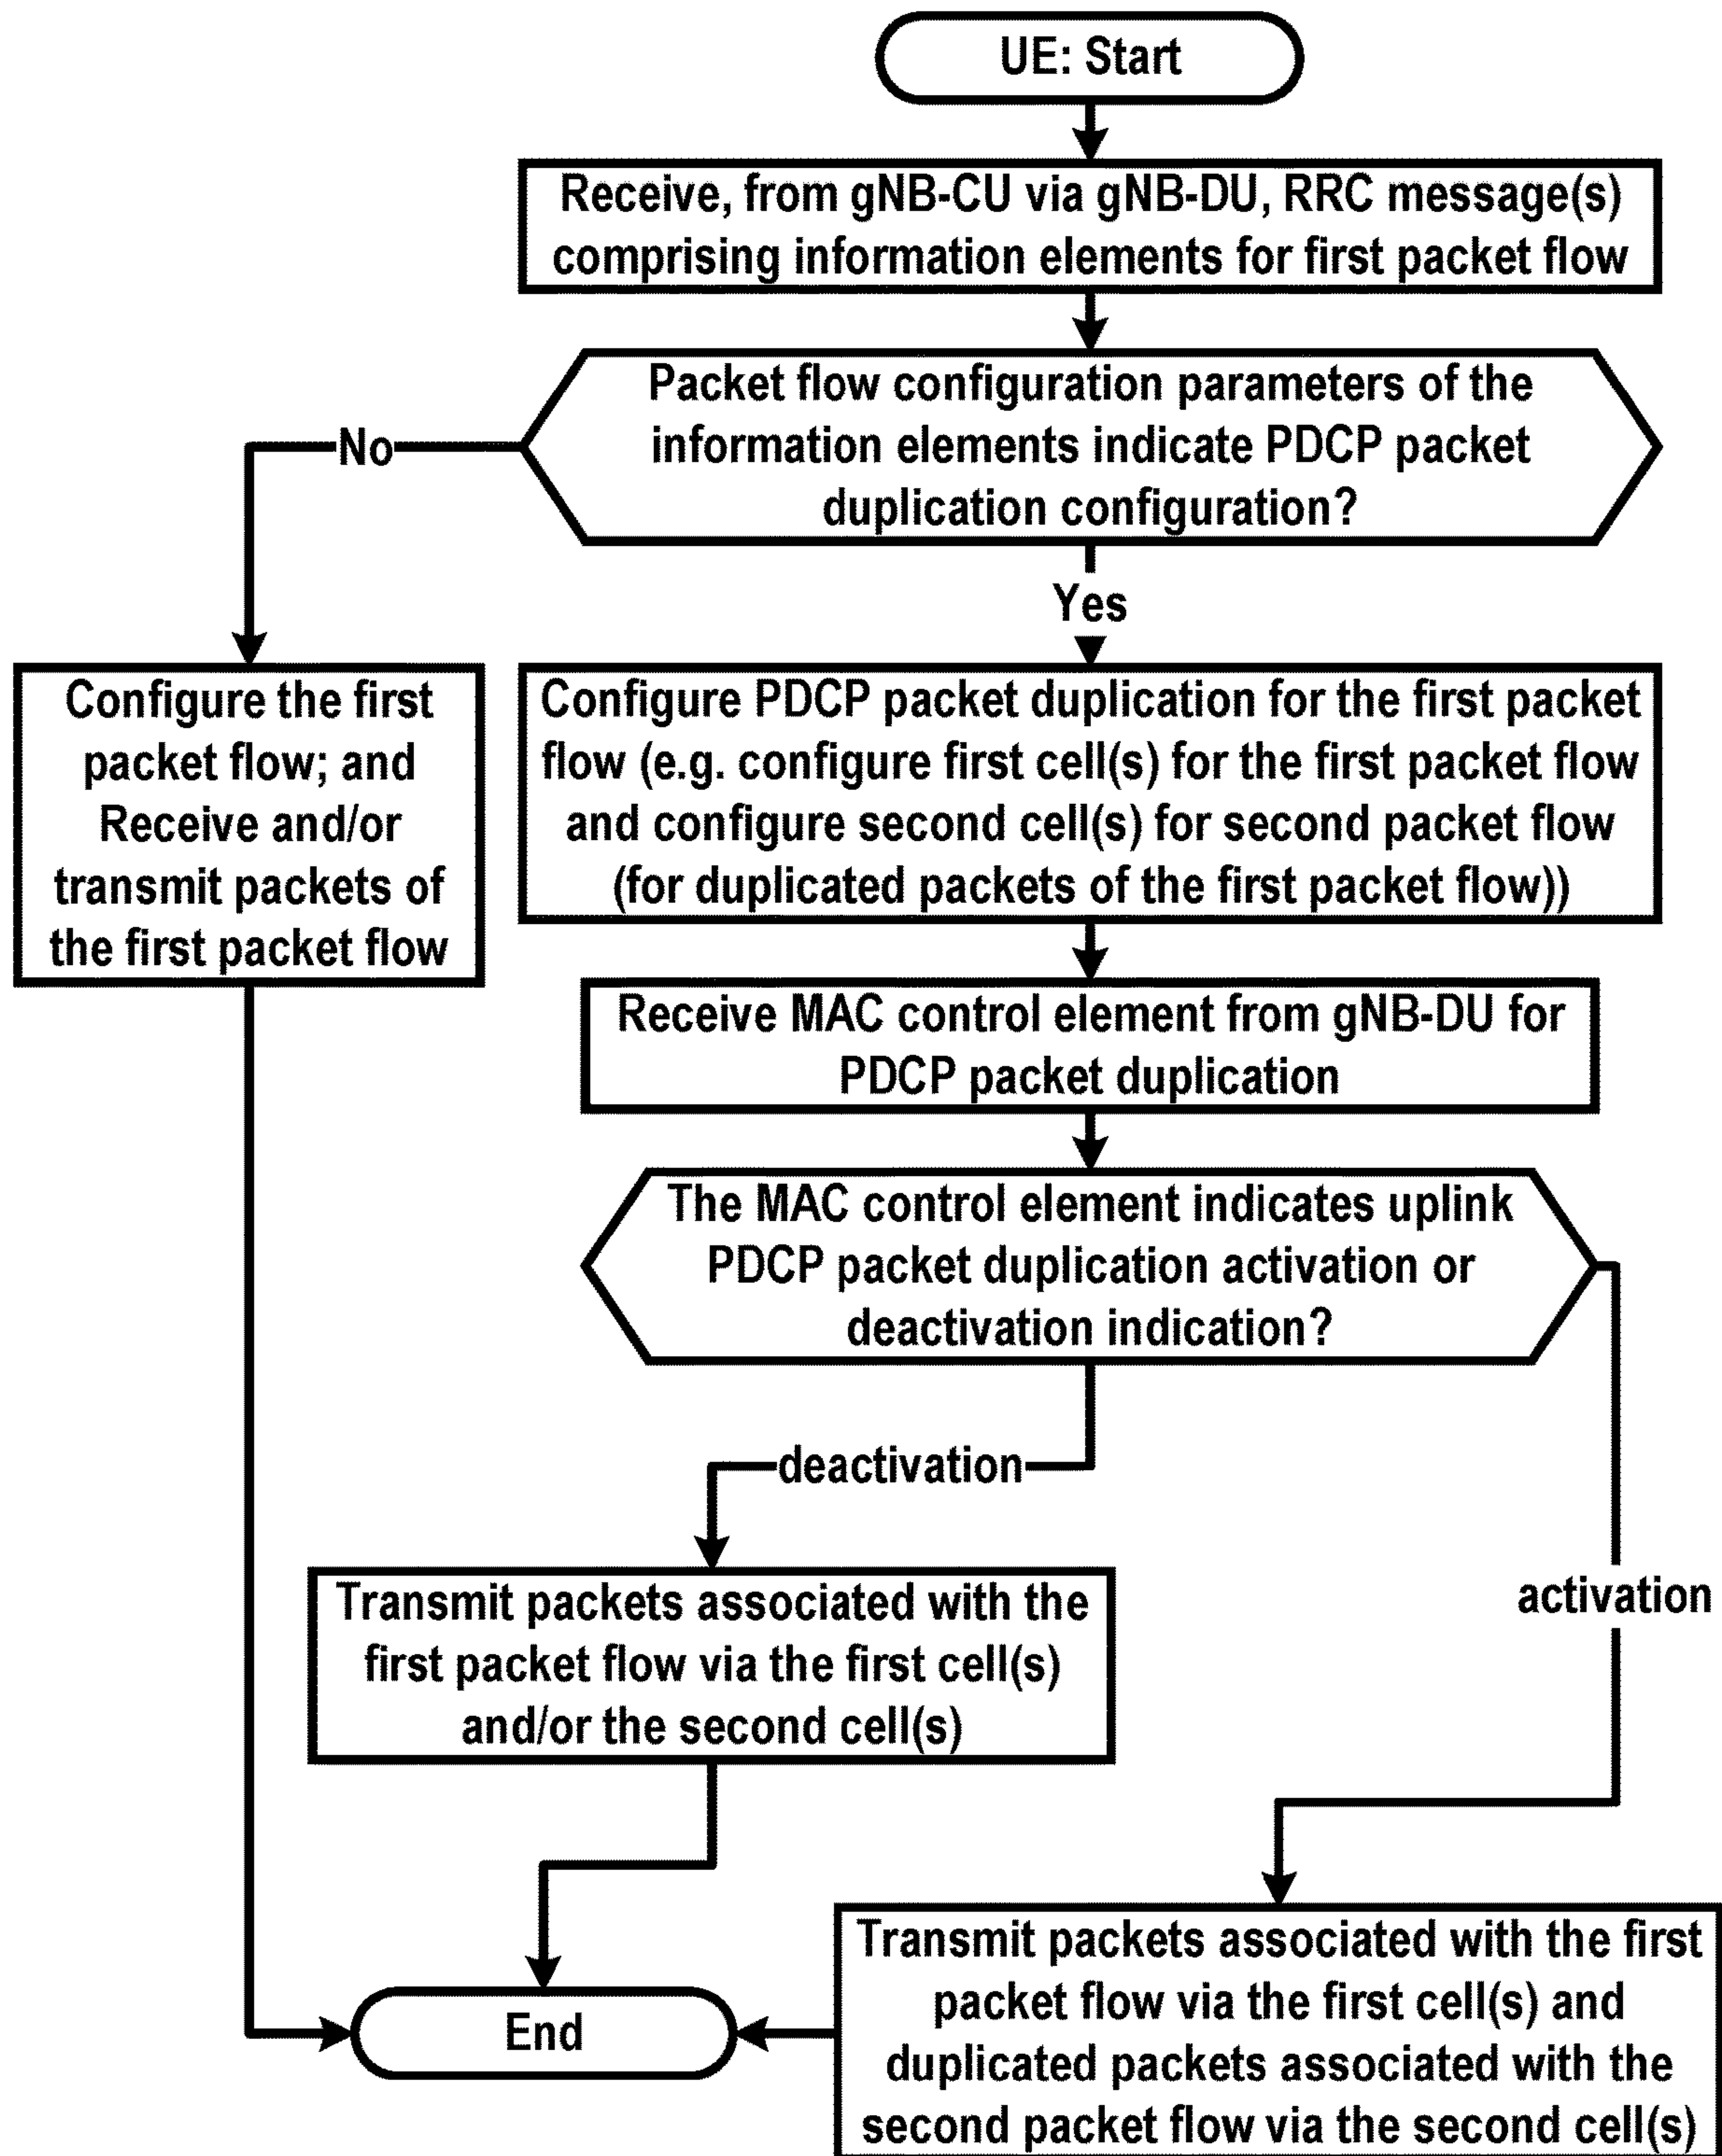 UE: Start
Receive, from gNB-CU via gNB-DU, RRC message(s)
comprising information elements for first packet flow
Packet flow configuration parameters of the
information elements indicate PDCP packet
duplication configuration?
No
Yes
Configure the first
packet flow; and
Receive and/or
transmit packets of
the first packet flow
Configure PDCP packet duplication for the first packet
flow (e.g. configure first cell(s) for the first packet flow
and configure second cell(s) for second packet flow
(for duplicated packets of the first packet flow))
Receive MAC control element from gNB-DU for
PDCP packet duplication
The MAC control element indicates uplink
PDCP packet duplication activation or
deactivation indication?
deactivation
activation
Transmit packets associated with the
first packet flow via the first cell(s)
and/or the second cell(s)
Transmit packets associated with the first
packet flow via the first cell(s) and
duplicated packets associated with the
second packet flow via the second cell(s)
End